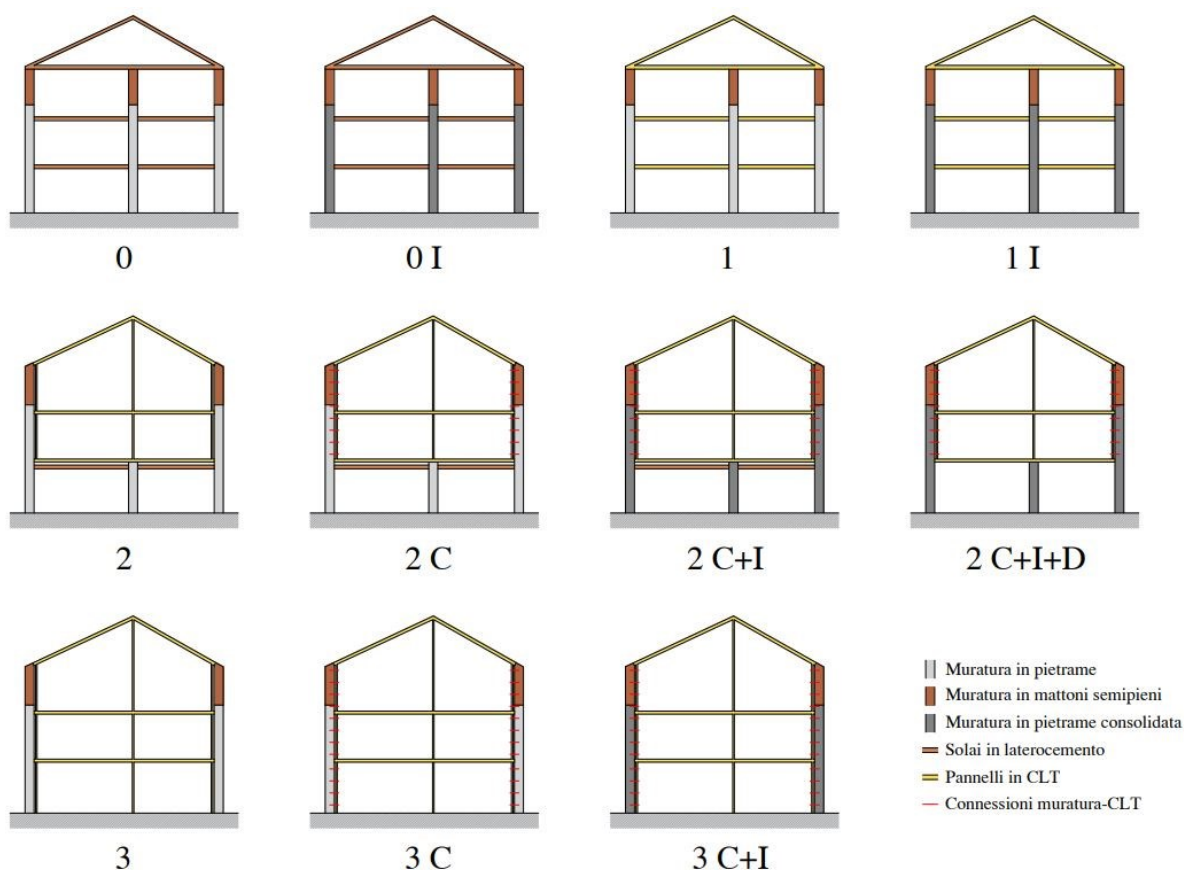 0
0 I
1
1 I
2
2 C
2 C+I
2 C+I+D
3
3 C
3 C+I
Muratura in pietrame
Muratura in mattoni semipieni
Muratura in pietrame consolidata
Solai in laterocemento
Pannelli in CLT
Connessioni muratura-CLT